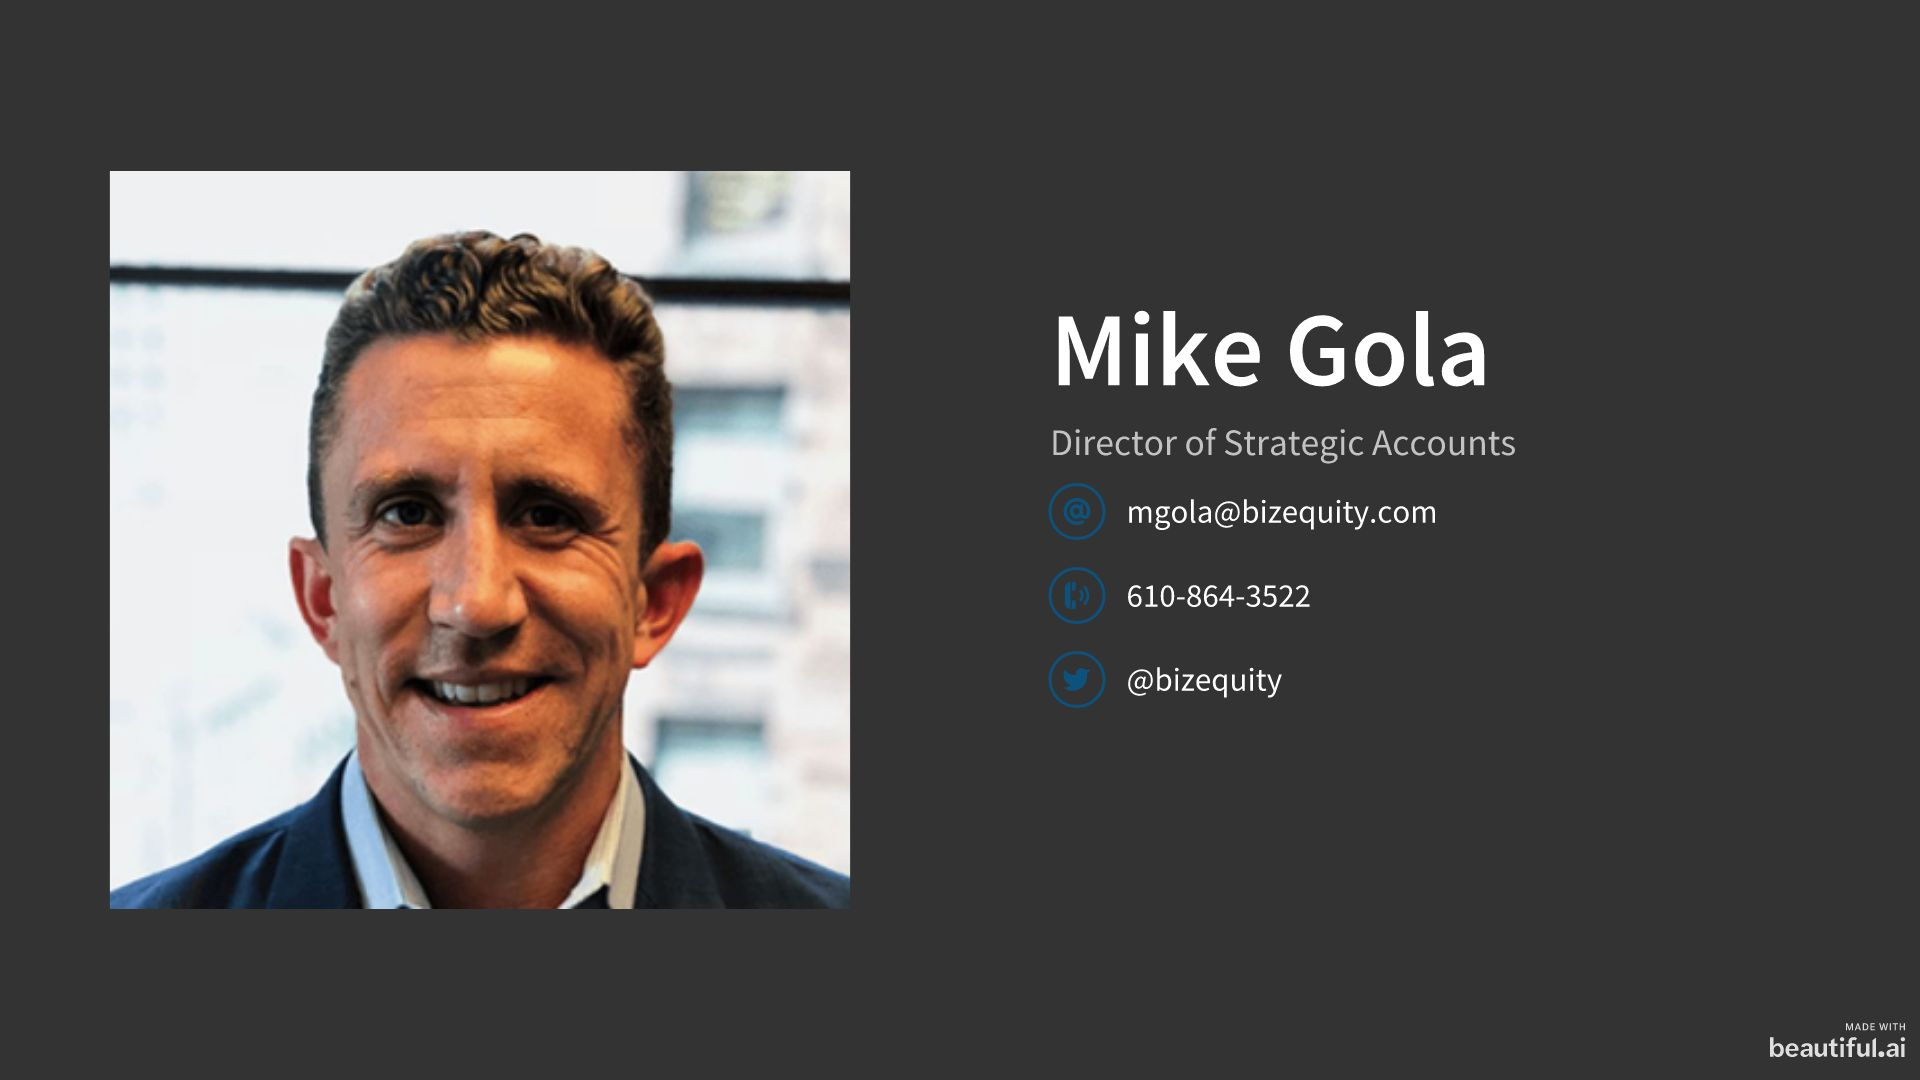 Mike Gola
Director of Strategic Accounts
mgola@bizequity.com
610-864-3522
@bizequity
MADE WITH
beautiful.ai